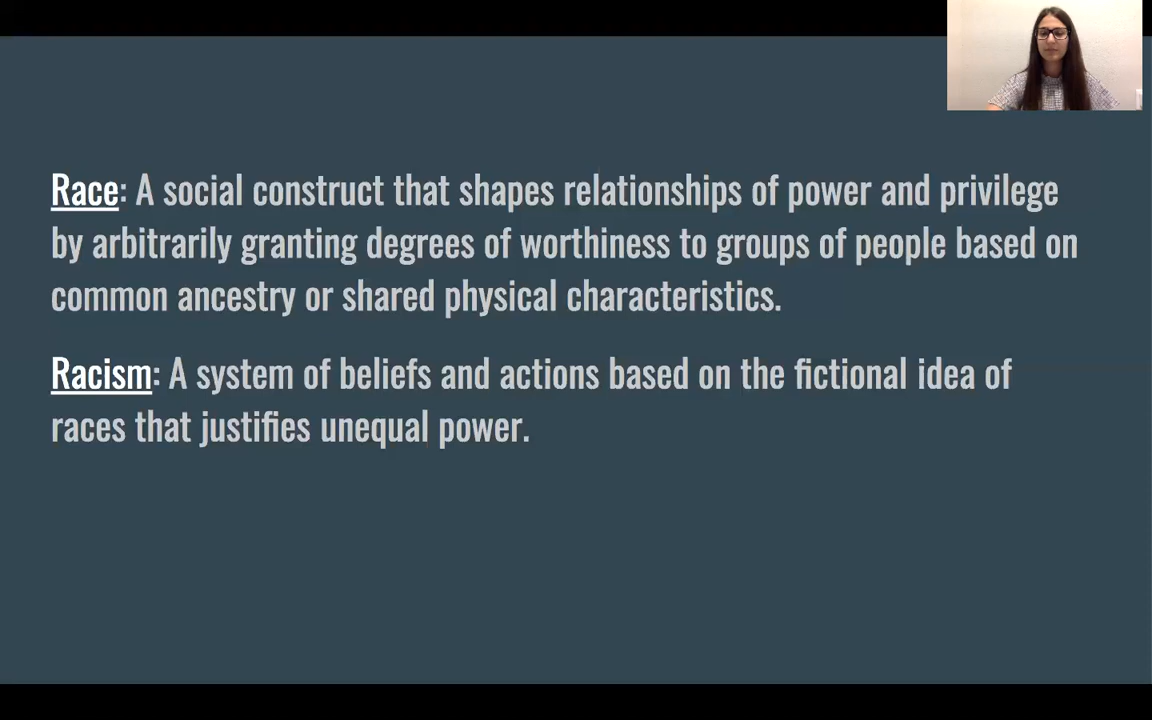 Race: A social construct that shapes relationships of power and privilege
by arbitrarily granting degrees of worthiness to groups of people based on
common ancestry or shared physical characteristics.
Racism: A system of beliefs and actions based on the fictional idea of
races that justifies unequal power.